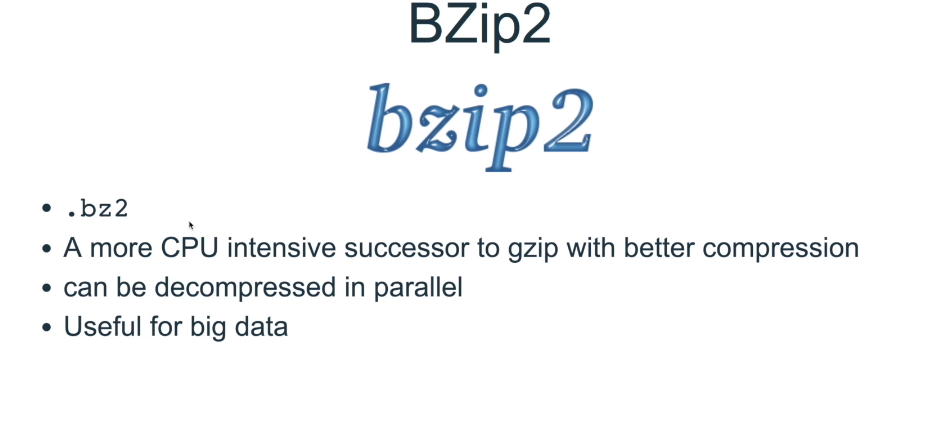 BZip2
bzip2
• .bz2
• A more CPU intensive successor to gzip with better compression
• can be decompressed in parallel
• Useful for big data